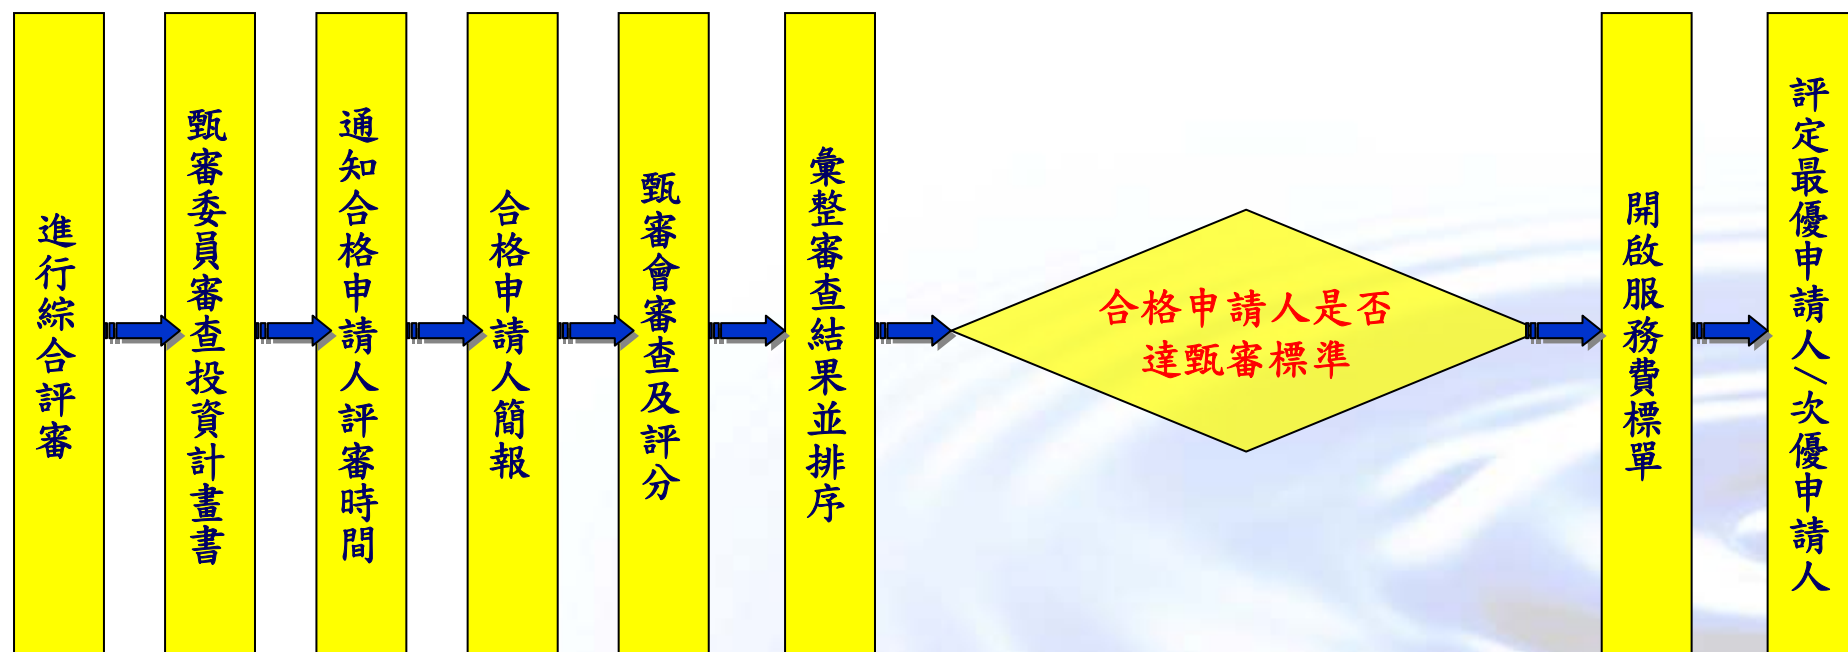 進行綜合評審
甄審委員審查投資計畫書
通知合格申請人評審時間
合格申請人簡報
甄審會審查及評分
彙整審查結果並排序
合格申請人是否
達甄審標準
開啟服務費標單
評定最優申請人/次優申請人